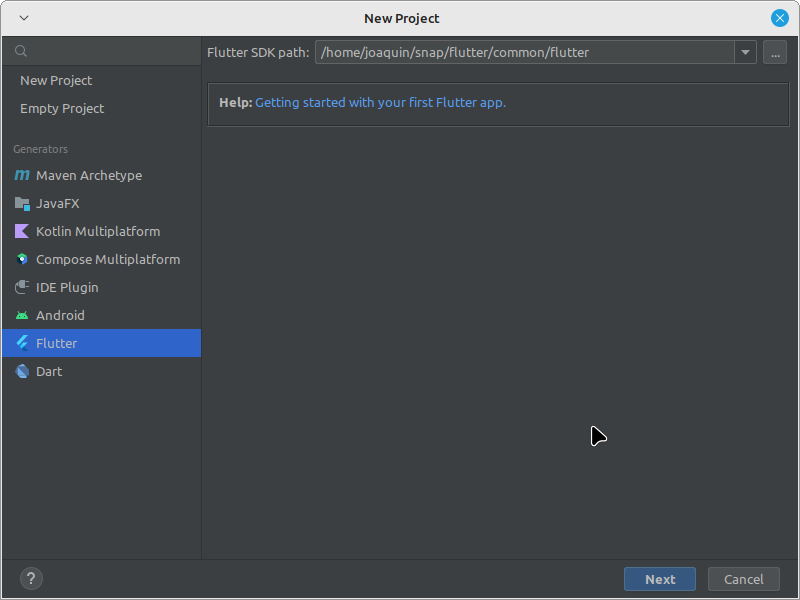 New Project
Flutter SDK path: /home/joaquin/snap/flutter/common/flutter ...
New Project
Empty Project
Help: Getting started with your first Flutter app.
Generators
m Maven Archetype
JavaFX
Kotlin Multiplatform
Compose Multiplatform
IDE Plugin
Android
Flutter
Dart
? Next Cancel